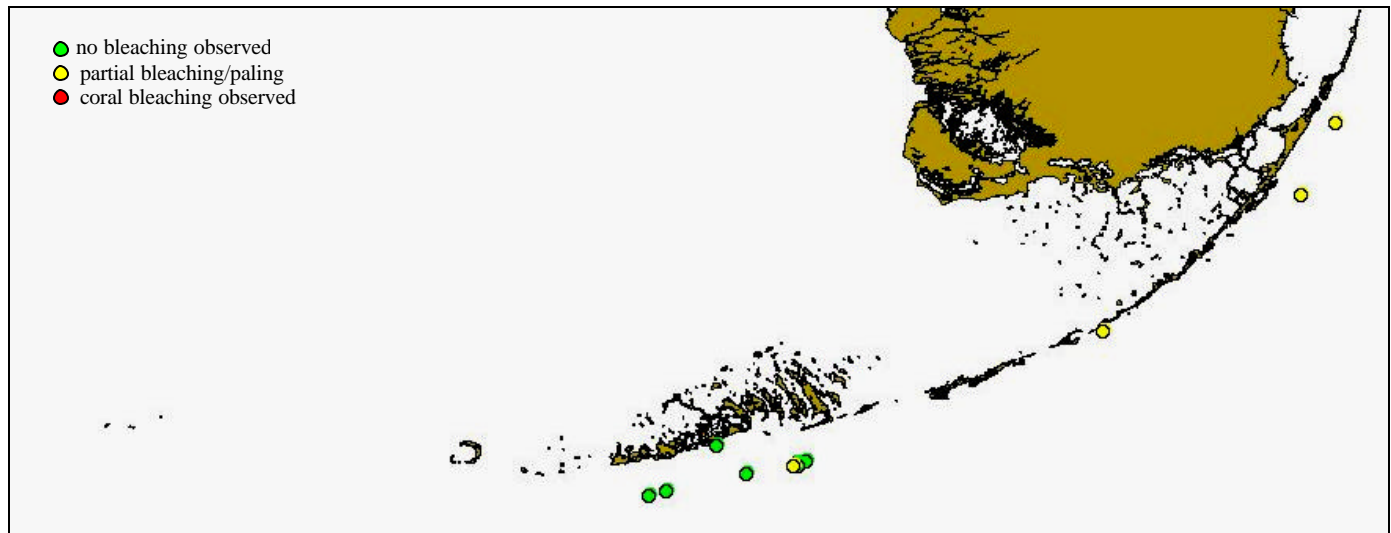 no bleaching observed
partial bleaching/paling
coral bleaching observed